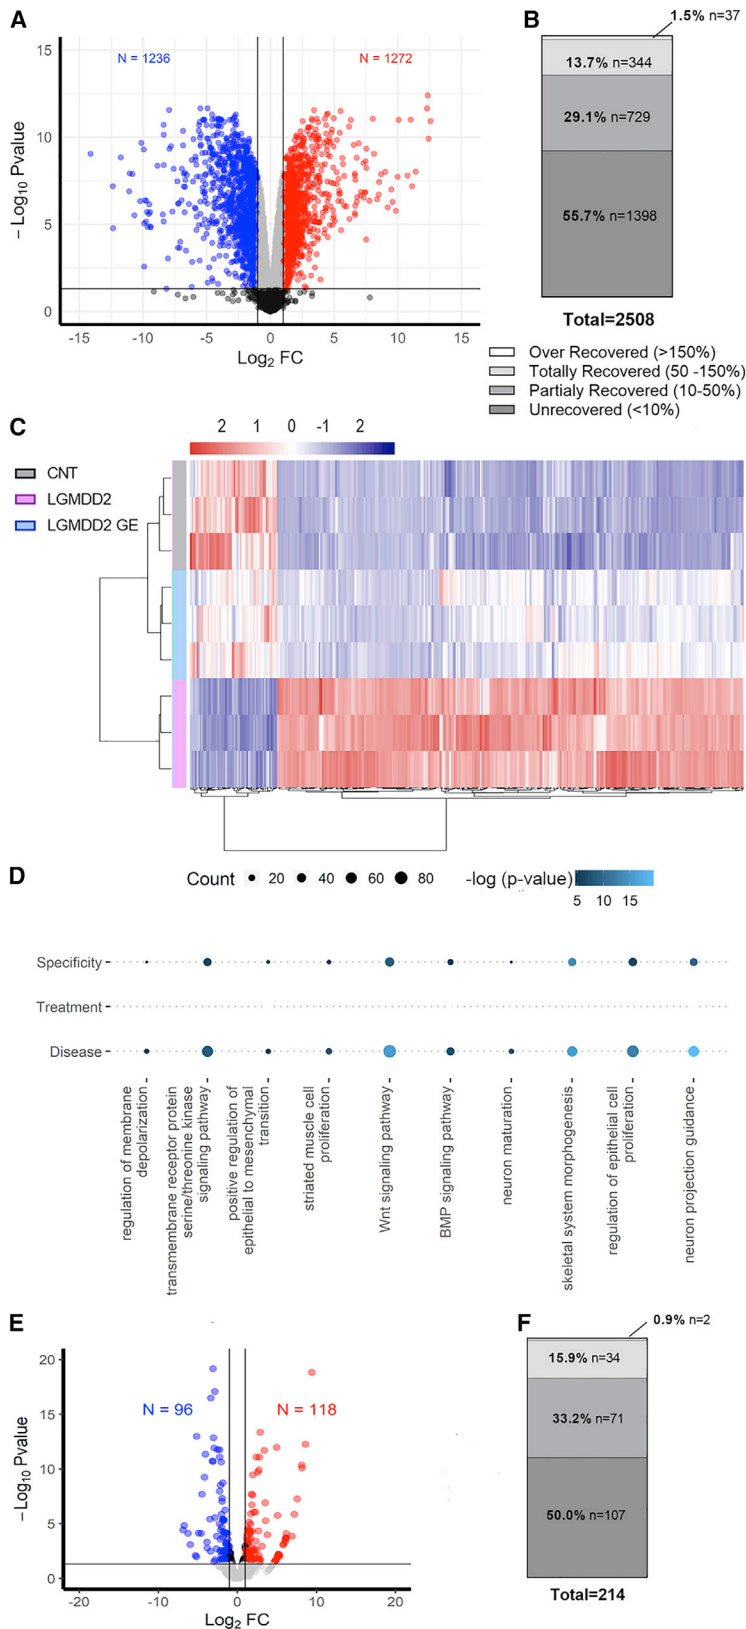 A
N = 1236
N = 1272
15
10
5
0
− Log10 Pvalue
-15
-10
-5
0
5
10
15
Log2 FC
B
1.5% n=37
13.7% n=344
29.1% n=729
55.7% n=1398
Total=2508
Over Recovered (>150%)
Totally Recovered (50 -150%)
Partialy Recovered (10-50%)
Unrecovered (<10%)
C
2 1 0 -1 2
CNT
LGMDD2
LGMDD2 GE
D
Count 20 40 60 80
-log (p-value)
5 10 15
Specificity
Treatment
Disease
regulation of membrane
depolarization
transmembrane receptor protein
serine/threonine kinase
signaling pathway
positive regulation of
epithelial to mesenchymal
transition
striated muscle cell
proliferation
Wnt signaling pathway
BMP signaling pathway
neuron maturation
skeletal system morphogenesis
regulation of epithelial cell
proliferation
neuron projection guidance
E
N = 96
N = 118
20
15
10
5
0
−Log10 Pvalue
-20
-10
0
10
20
Log2 FC
F
0.9% n=2
15.9% n=34
33.2% n=71
50.0% n=107
Total=214